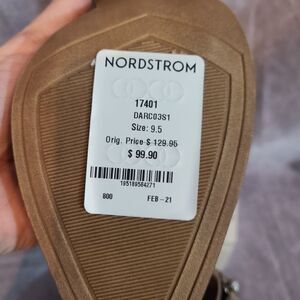 NORDSTROM
17401
DARC03S1
Size: 9.5
Orig. Price $ 129.95
$ 99.90
195189584271
800 FEB-21